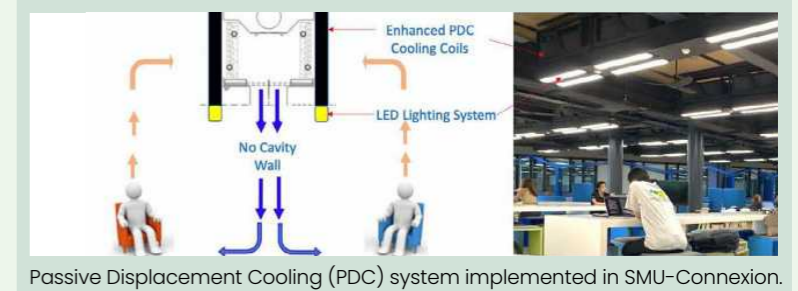 Enhanced PDC
Cooling Coils
LED Lighting System
No Cavity
Wall
Passive Displacement Cooling (PDC) system implemented in SMU-Connexion.